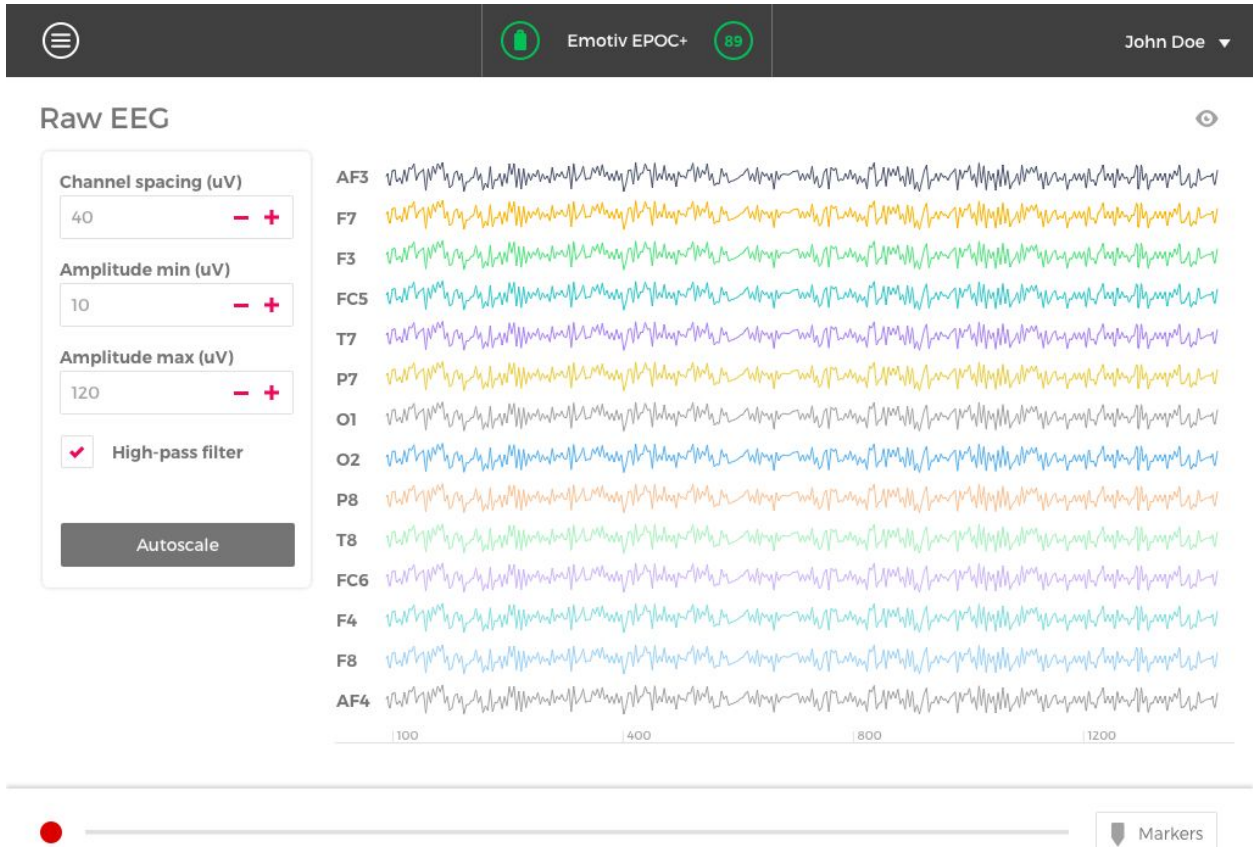 Emotiv EPOC+
89
John Doe
Raw EEG
Channel spacing (uV)
40
Amplitude min (uV)
10
Amplitude max (uV)
120
High-pass filter
Autoscale
AF3
F7
F3
FC5
T7
P7
O1
O2
P8
T8
FC6
F4
F8
AF4
100 400 800 1200
Markers